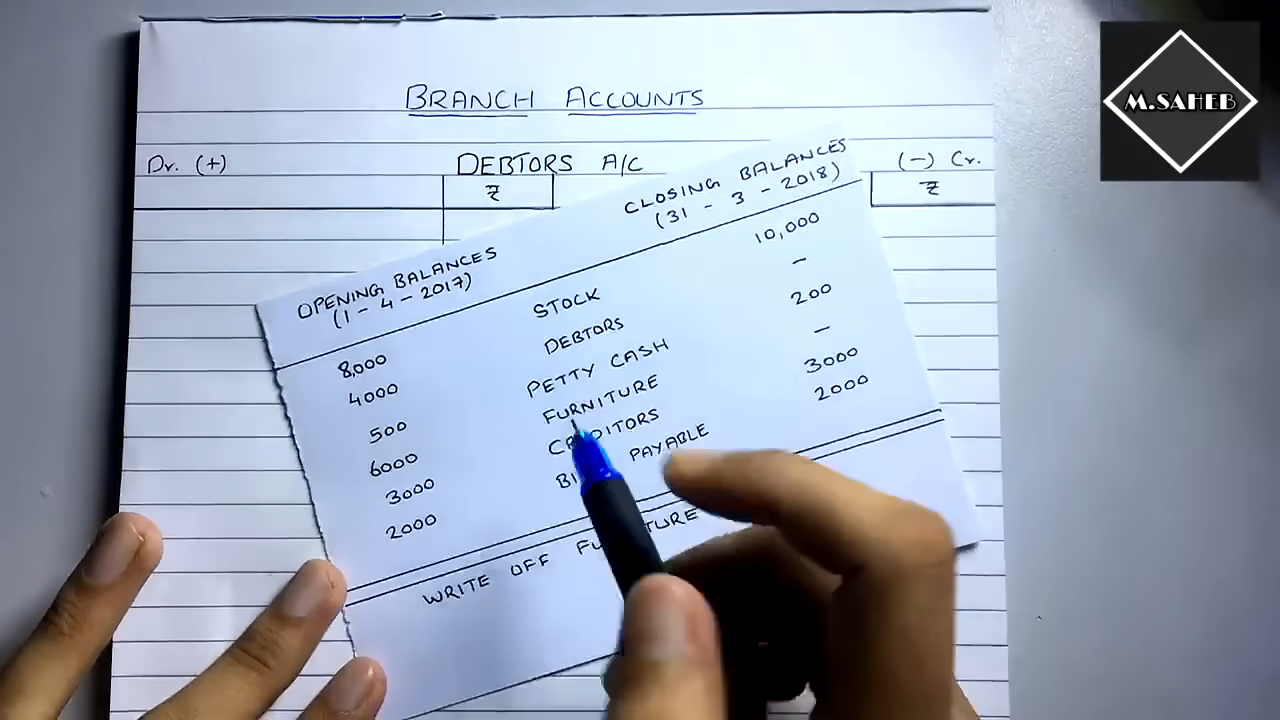 BRANCH ACCOUNTS
Dr. (+) DEBTORS A/C (-) Cr.
₹ ₹
OPENING BALANCES CLOSING BALANCES
(1 - 4 - 2017) (31 - 3 - 2018)
8,000 STOCK 10,000
4000 DEBTORS -
500 PETTY CASH 200
6000 FURNITURE -
3000 CREDITORS 3000
2000 PAYABLE 2000
WRITE OFF
M.SAHEB